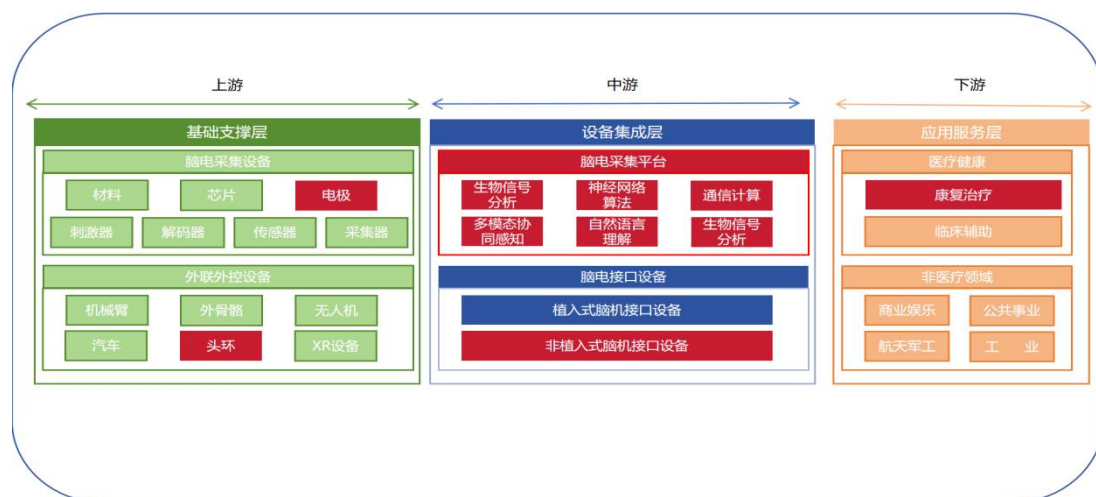 上游
中游
下游
基础支撑层
设备集成层
应用服务层
脑电采集设备
材料
芯片
电极
刺激器
解码器
传感器
采集器
外联外控设备
机械臂
外骨骼
无人机
汽车
头环
XR设备
脑电采集平台
生物信号
分析
神经网络
算法
通信计算
多模态协
同感知
自然语言
理解
生物信号
分析
脑电接口设备
植入式脑机接口设备
非植入式脑机接口设备
医疗健康
康复治疗
临床辅助
非医疗领域
商业娱乐
公共事业
航天军工
工 业